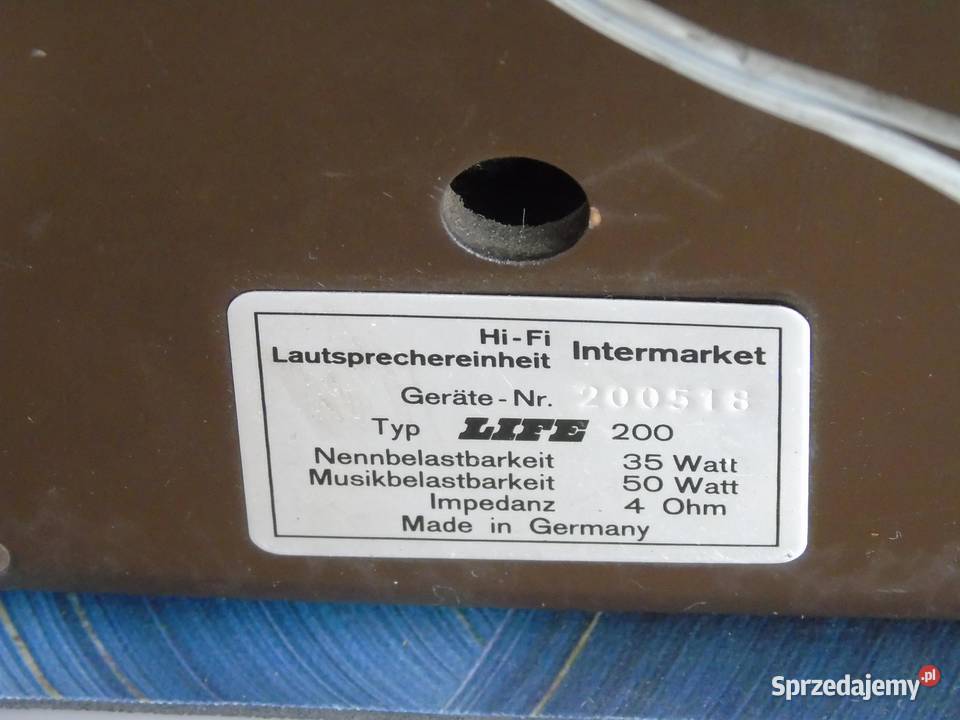 Hi-Fi
Lautsprechereinheit Intermarket
Geräte-Nr. 200518
Typ LIFE 200
Nennbelastbarkeit 35 Watt
Musikbelastbarkeit 50 Watt
Impedanz 4 Ohm
Made in Germany
Sprzedajemy.pl